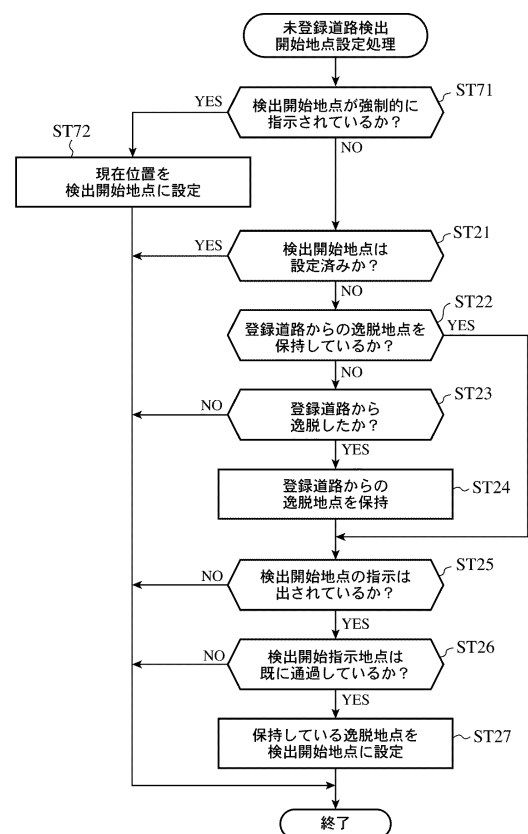 未登録道路検出
開始地点設定処理
ST71
検出開始地点が強制的に
指示されているか？
YES
NO
ST72
現在位置を
検出開始地点に設定
ST21
検出開始地点は
設定済みか？
YES
NO
ST22
登録道路からの逸脱地点を
保持しているか？
YES
NO
ST23
登録道路から
逸脱したか？
NO
YES
ST24
登録道路からの
逸脱地点を保持
ST25
検出開始地点の指示は
出されているか？
NO
YES
ST26
検出開始指示地点は
既に通過しているか？
NO
YES
ST27
保持している逸脱地点を
検出開始地点に設定
終了